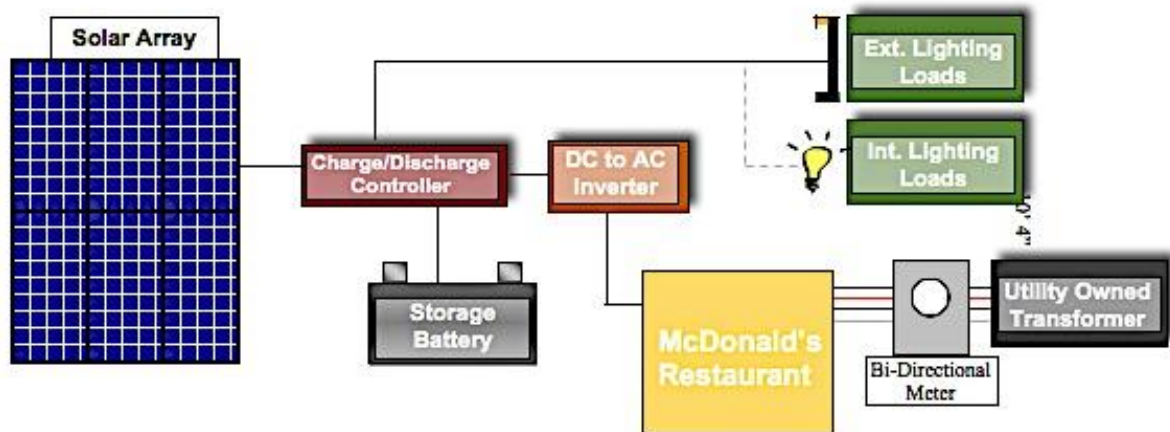 Solar Array
Ext. Lighting
Loads
Charge/Discharge
Controller
DC to AC
Inverter
Int. Lighting
Loads
Storage
Battery
McDonald's
Restaurant
Bi-Directional
Meter
Utility Owned
Transformer